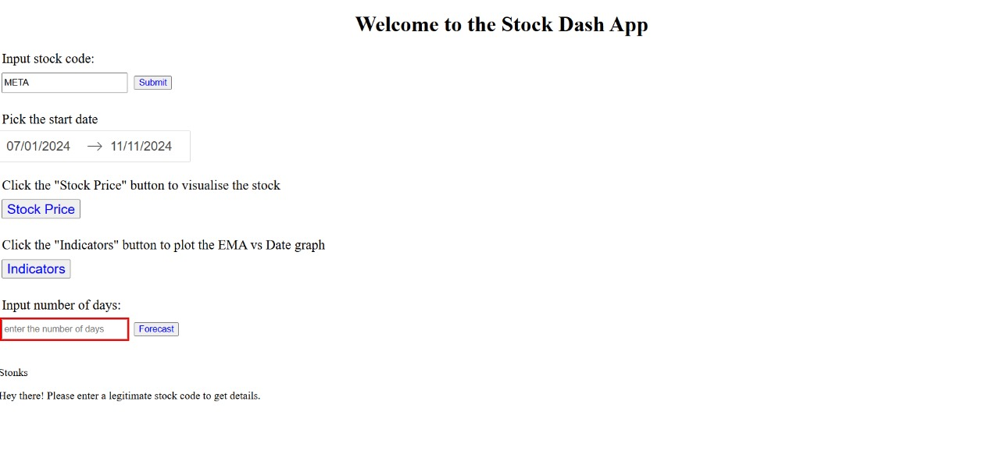 Welcome to the Stock Dash App
Input stock code:
META Submit
Pick the start date
07/01/2024 → 11/11/2024
Click the "Stock Price" button to visualise the stock
Stock Price
Click the "Indicators" button to plot the EMA vs Date graph
Indicators
Input number of days:
enter the number of days Forecast
Stonks
Hey there! Please enter a legitimate stock code to get details.